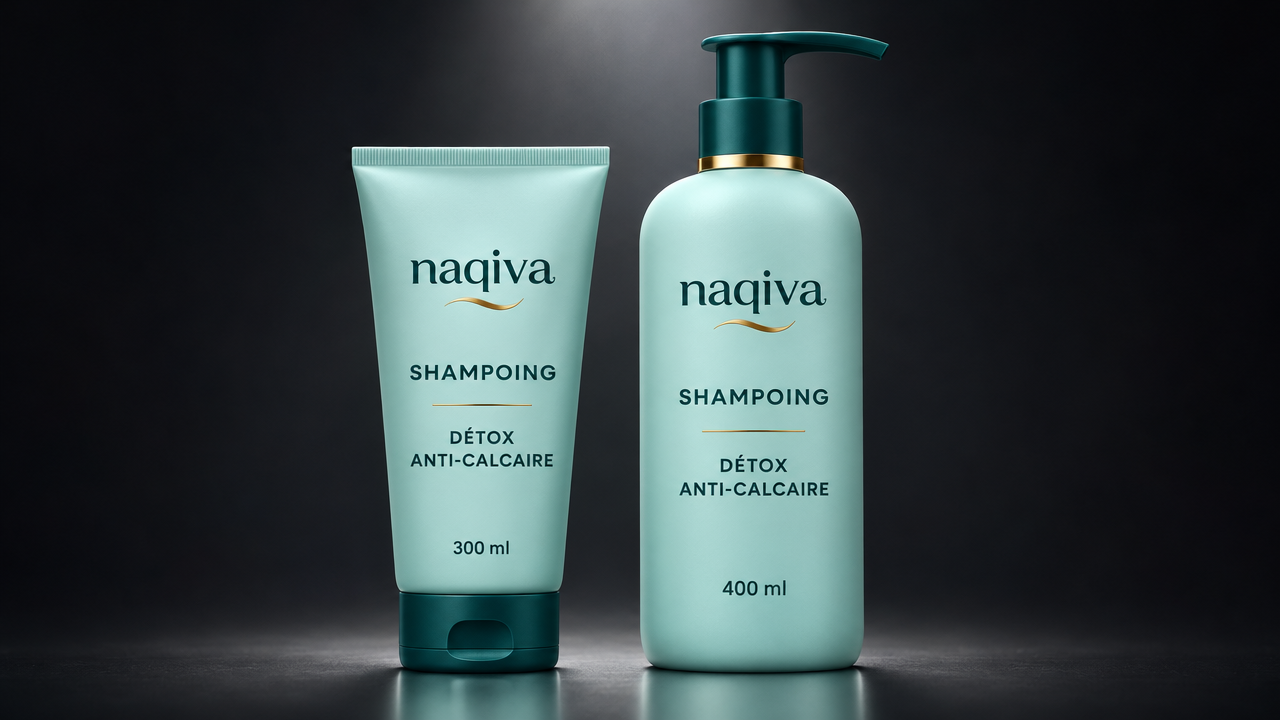 naqiva
SHAMPOING
DÉTOX
ANTI-CALCAIRE
300 ml
naqiva
SHAMPOING
DÉTOX
ANTI-CALCAIRE
400 ml